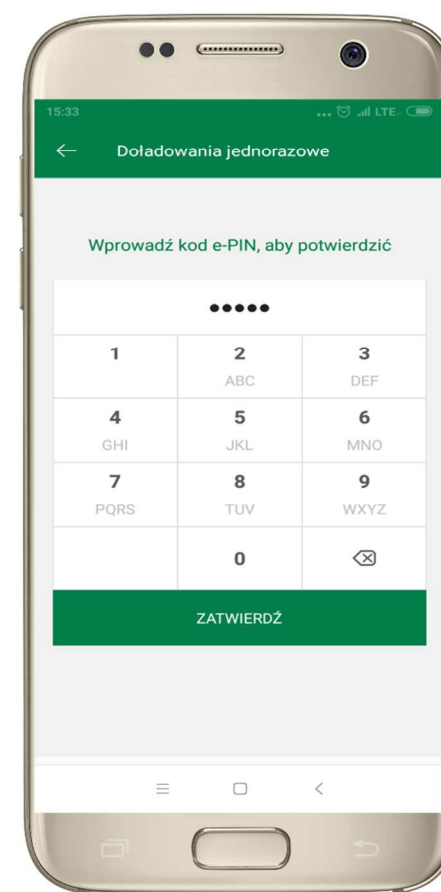 15:33
LTE
Doładowania jednorazowe
Wprowadź kod e-PIN, aby potwierdzić
•••••
1 2 3
ABC DEF
4 5 6
GHI JKL MNO
7 8 9
PQRS TUV WXYZ
0
ZATWIERDŹ